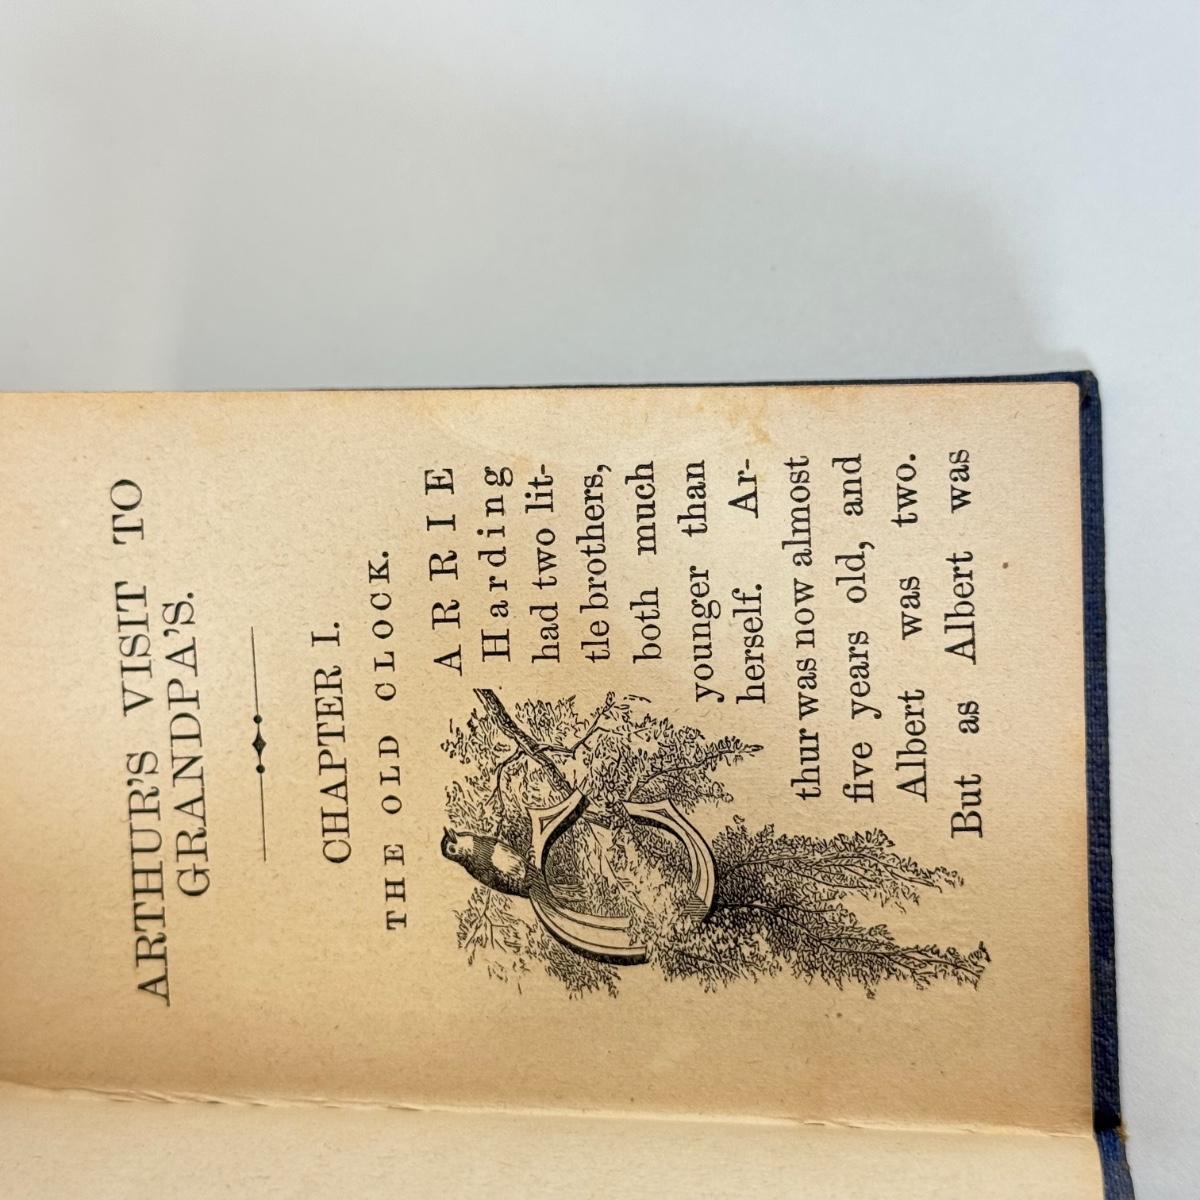 ARTHUR'S VISIT TO
GRANDPA'S.
CHAPTER I.
THE OLD CLOCK.
CARRIE
Harding
had two lit-
tle brothers,
both much
younger than
herself. Ar-
thur was now almost
five years old, and
Albert was two.
But as Albert was